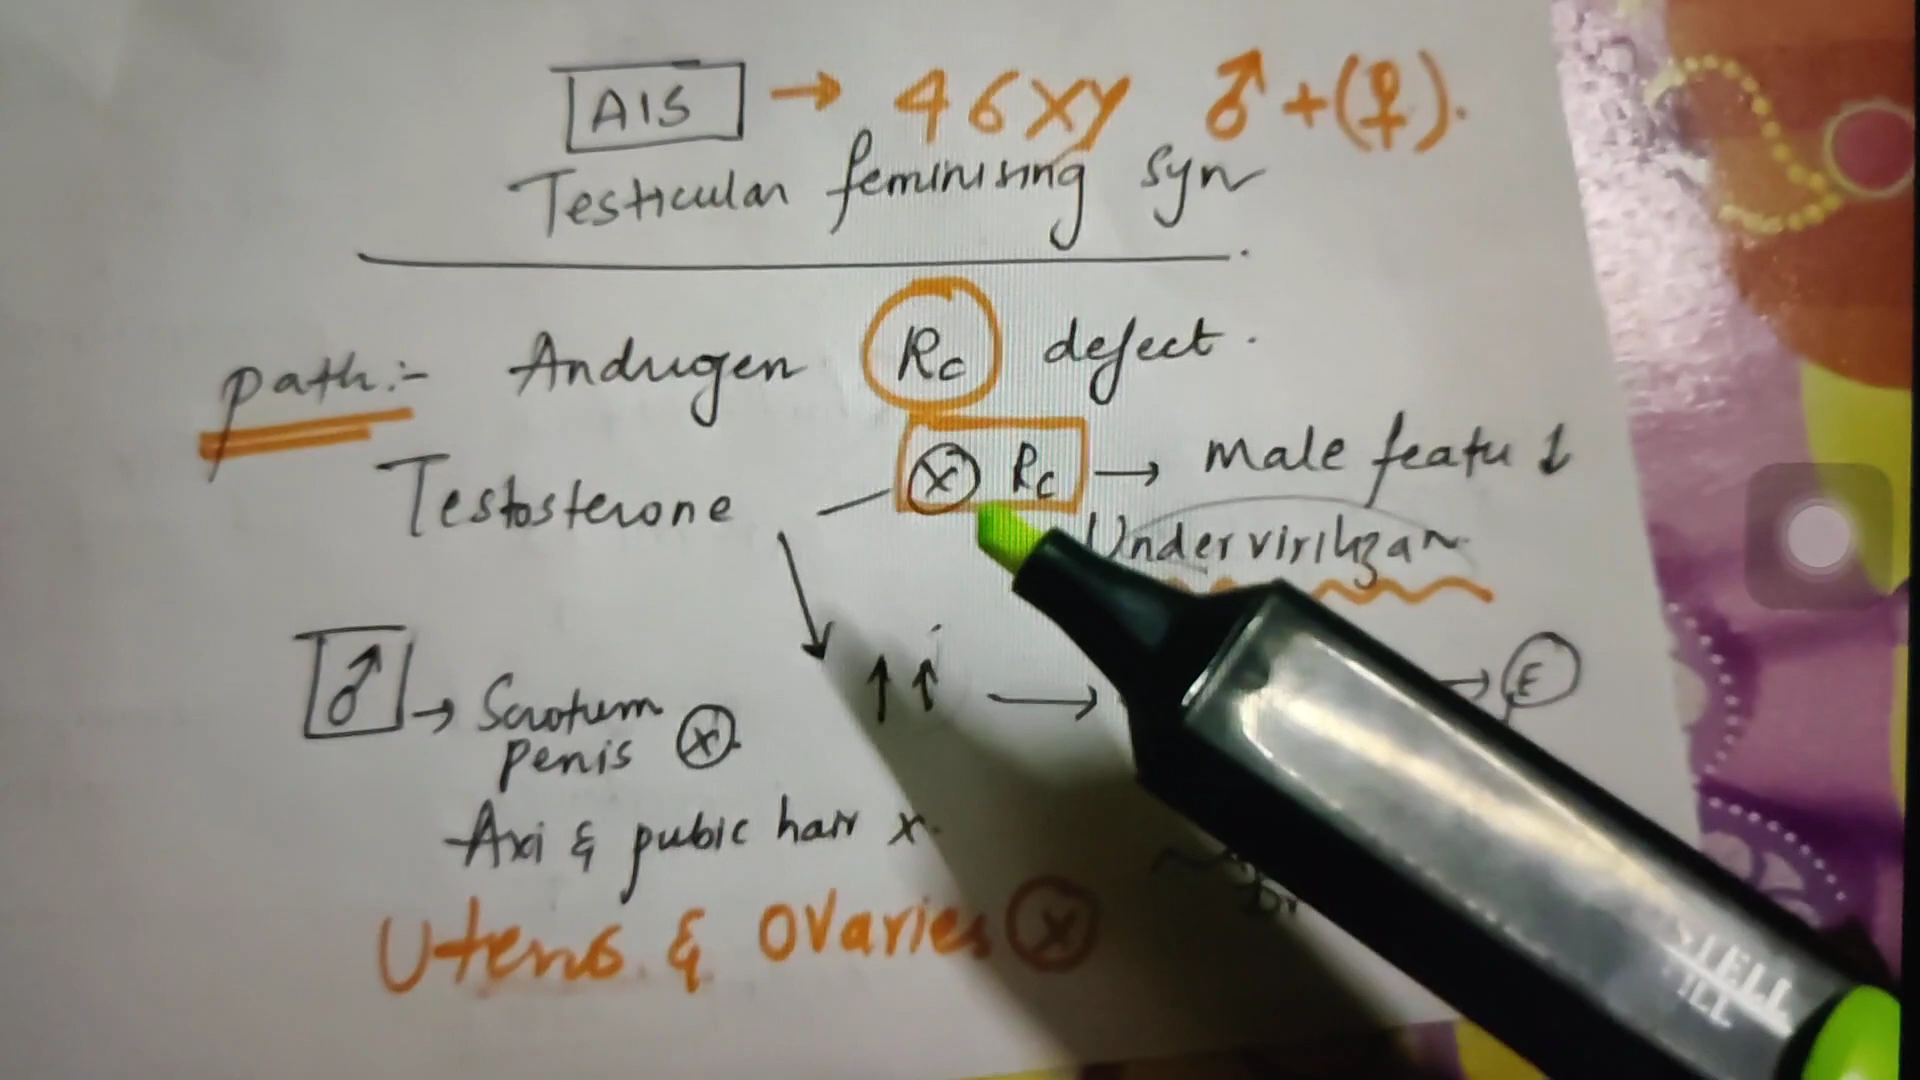 AIS → 46XY ♂ + (♀).
Testicular feminising syn
path:- Androgen Rc defect.
Testosterone — ⓧ Rc → male featu ↓
Undervirilizan
↑↑ → → E
♂ → Scrotum
penis ⓧ
Axi & pubic hair x.
Uterus & Ovaries ⓧ